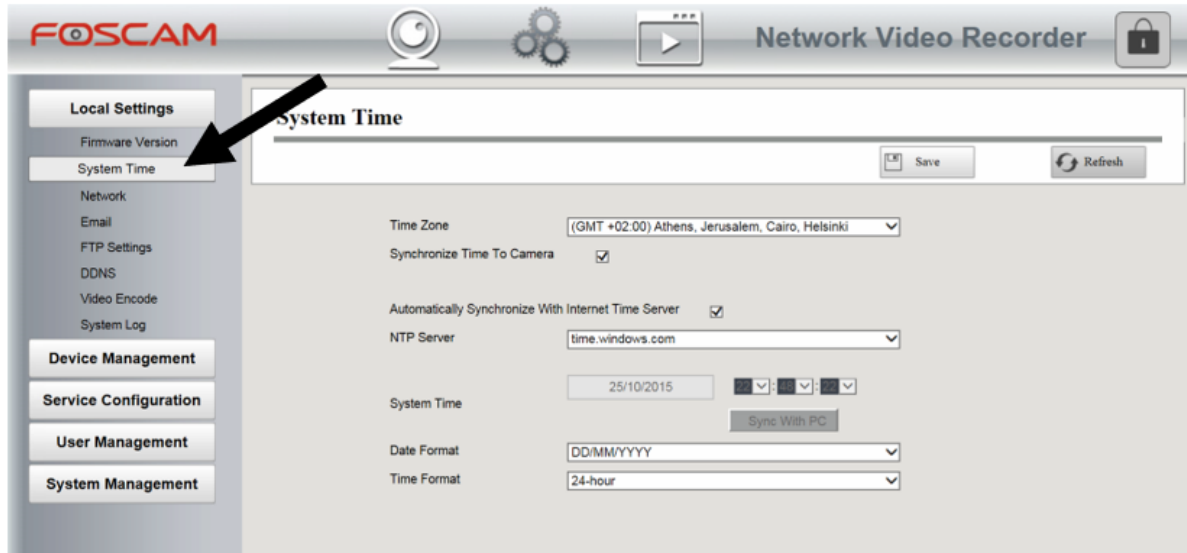 FOSCAM
Network Video Recorder
Local Settings
Firmware Version
System Time
Network
Email
FTP Settings
DDNS
Video Encode
System Log
Device Management
Service Configuration
User Management
System Management
System Time
Save
Refresh
Time Zone (GMT +02:00) Athens, Jerusalem, Cairo, Helsinki
Synchronize Time To Camera
Automatically Synchronize With Internet Time Server
NTP Server time.windows.com
25/10/2015 22 : 48 : 22
System Time
Sync With PC
Date Format DD/MM/YYYY
Time Format 24-hour